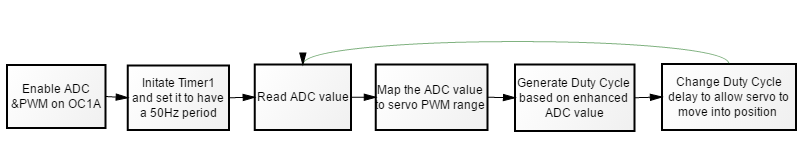 Enable ADC
&PWM on OC1A
Initate Timer1
and set it to have
a 50Hz period
Read ADC value
Map the ADC value
to servo PWM range
Generate Duty Cycle
based on enhanced
ADC value
Change Duty Cycle
delay to allow servo to
move into position